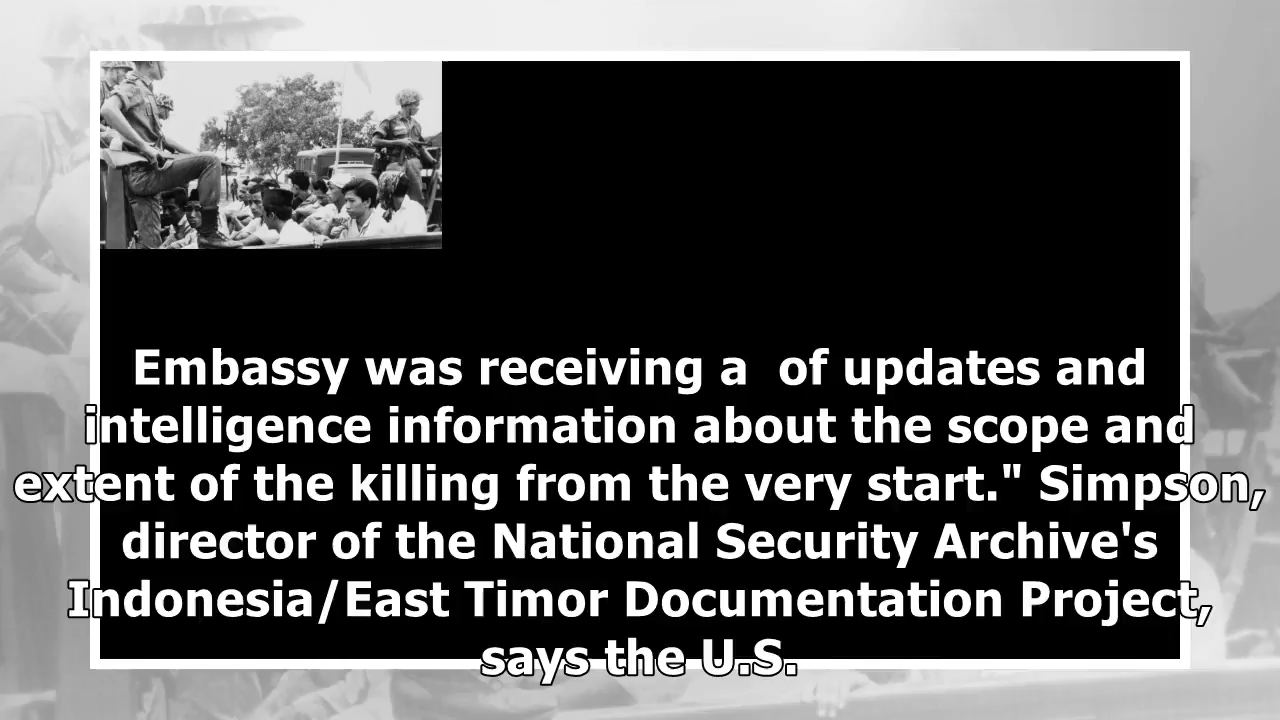 Embassy was receiving a  of updates and
intelligence information about the scope and
extent of the killing from the very start." Simpson,
director of the National Security Archive's
Indonesia/East Timor Documentation Project,
says the U.S.